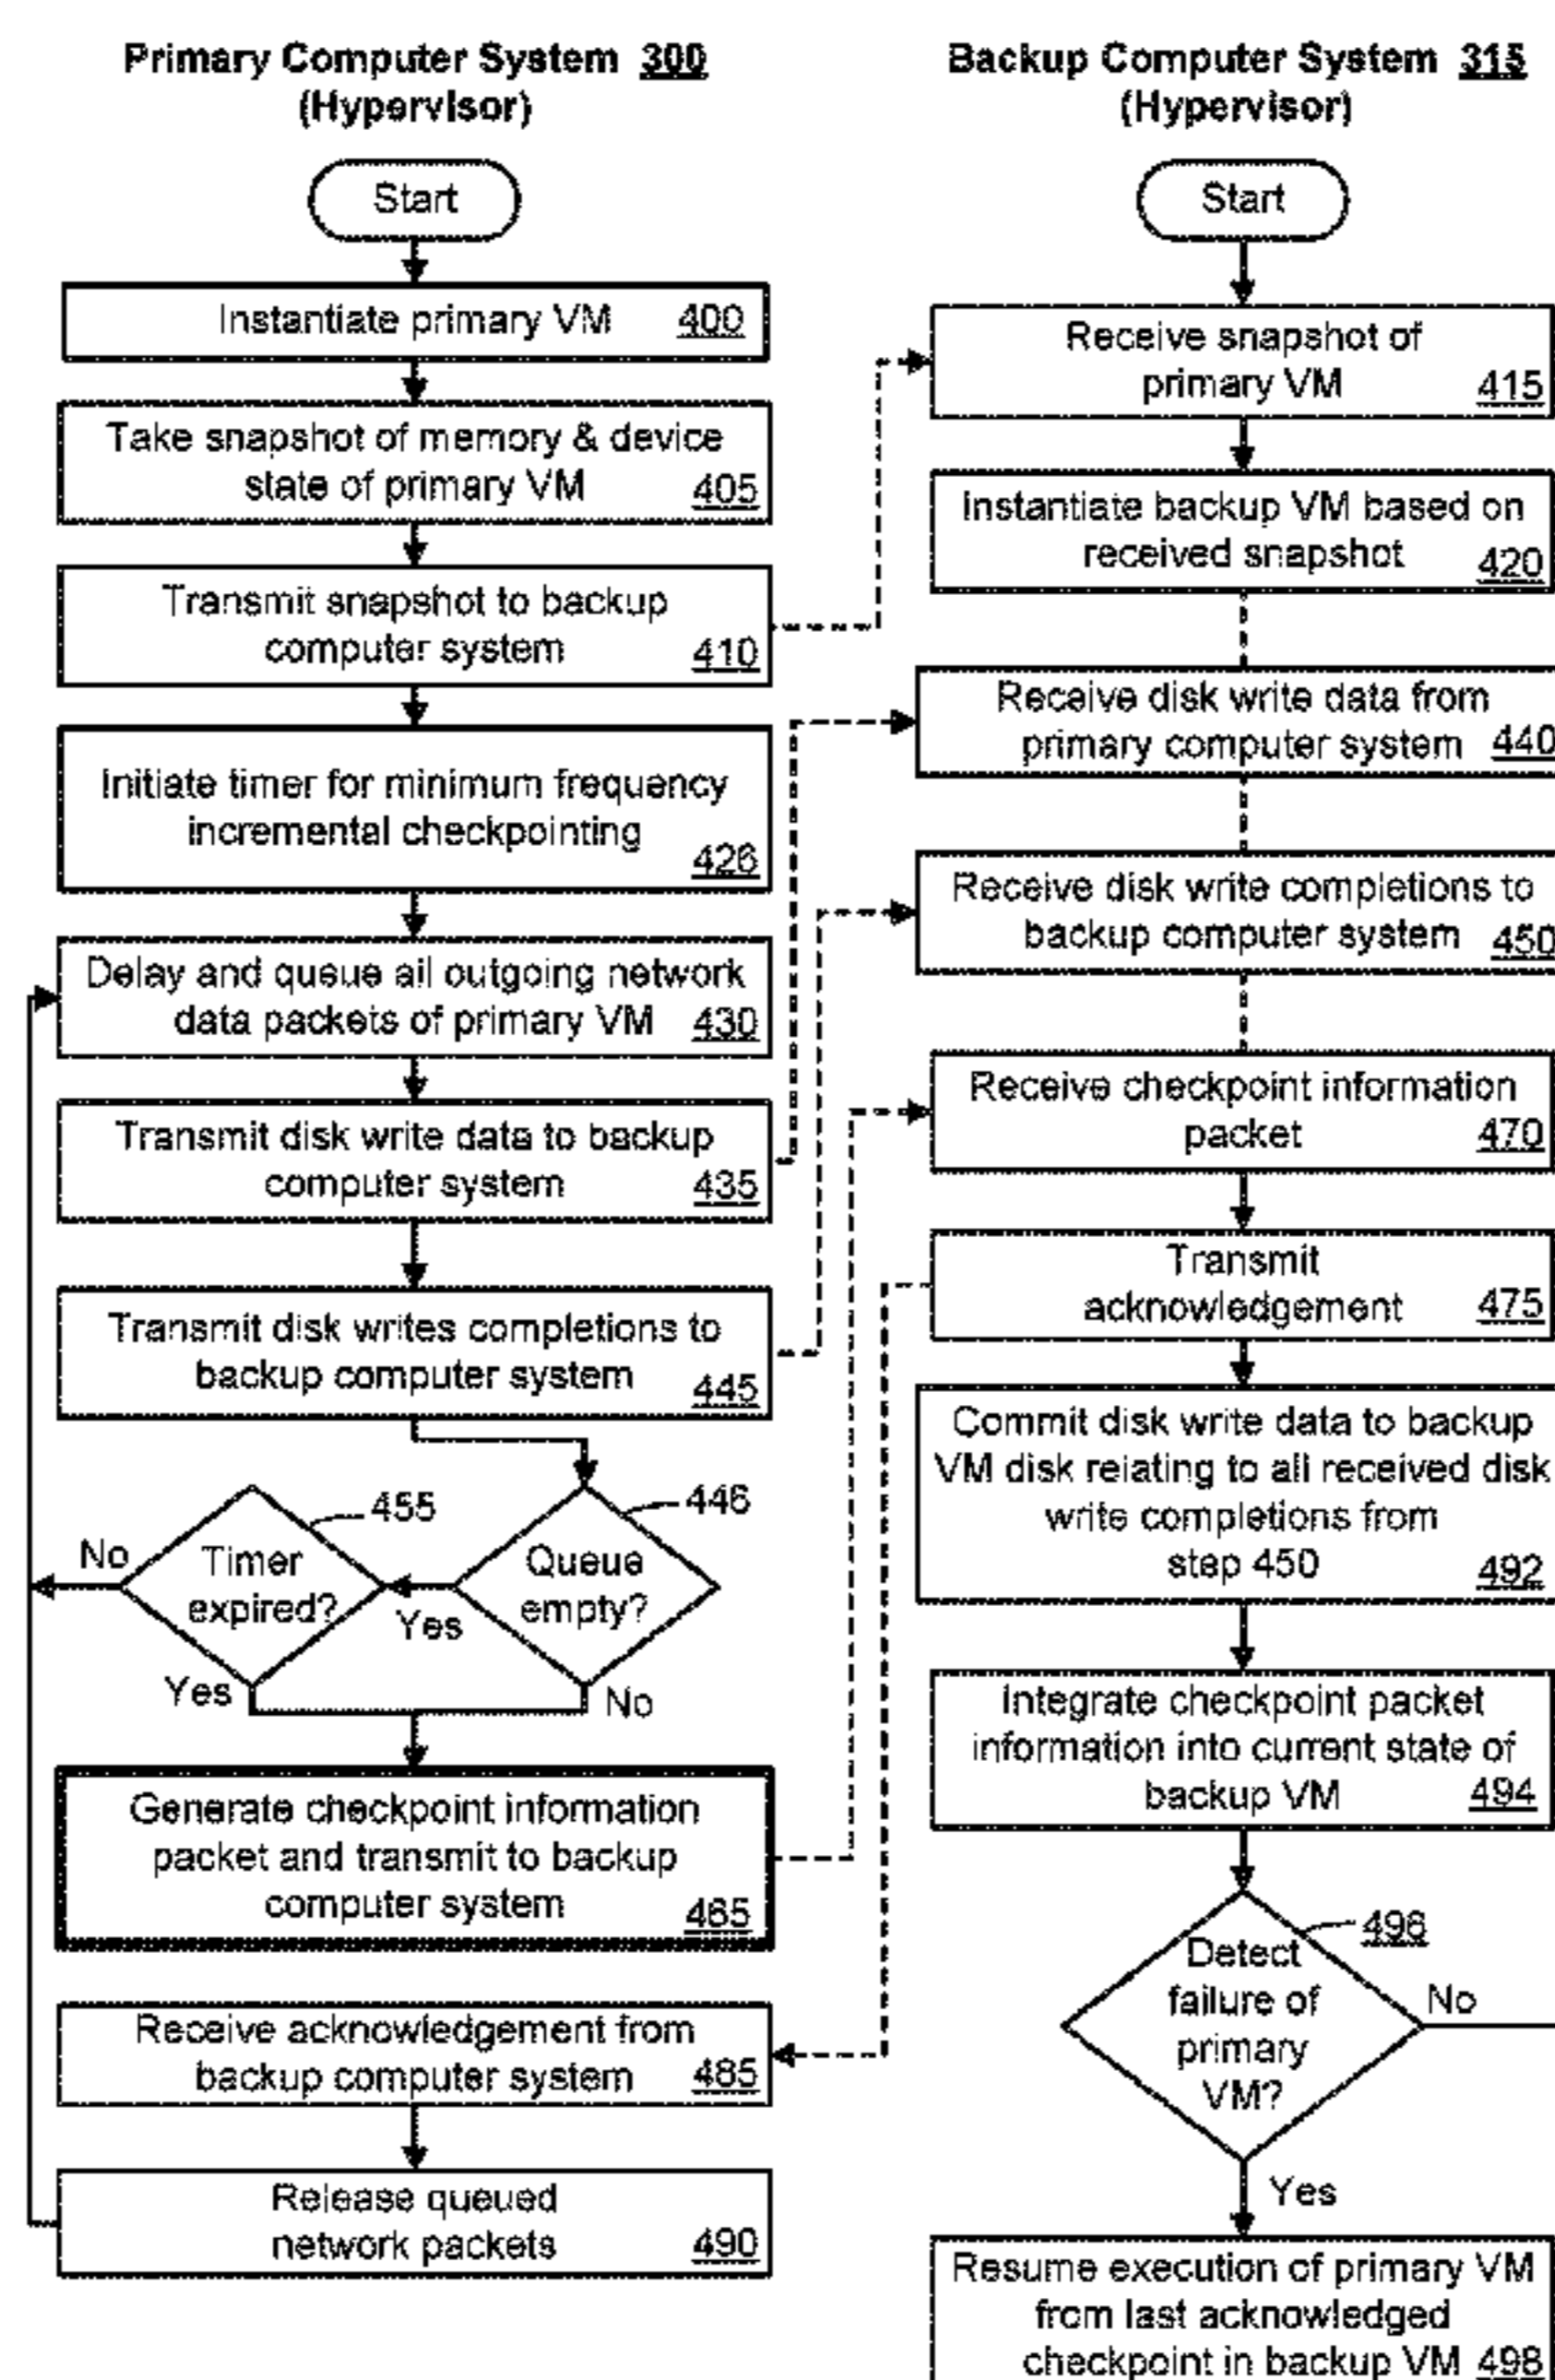 Primary Computer System 300
(Hypervisor)
Start
Instantiate primary VM 400
Take snapshot of memory & device
state of primary VM 405
Transmit snapshot to backup
computer system 410
Initiate timer for minimum frequency
incremental checkpointing
426
Delay and queue all outgoing network
data packets of primary VM 430
Transmit disk write data to backup
computer system 435
Transmit disk writes completions to
backup computer system 445
455
446
No
Timer
expired?
Yes
Queue
empty?
Yes
No
Generate checkpoint information
packet and transmit to backup
computer system 465
Receive acknowledgement from
backup computer system 485
Release queued
network packets 490
Backup Computer System 315
(Hypervisor)
Start
Receive snapshot of
primary VM 415
Instantiate backup VM based on
received snapshot 420
Receive disk write data from
primary computer system 440
Receive disk write completions to
backup computer system 450
Receive checkpoint information
packet 470
Transmit
acknowledgement 475
Commit disk write data to backup
VM disk relating to all received disk
write completions from
step 450 492
Integrate checkpoint packet
information into current state of
backup VM 494
496
Detect
failure of
primary
VM?
No
Yes
Resume execution of primary VM
from last acknowledged
checkpoint in backup VM 498